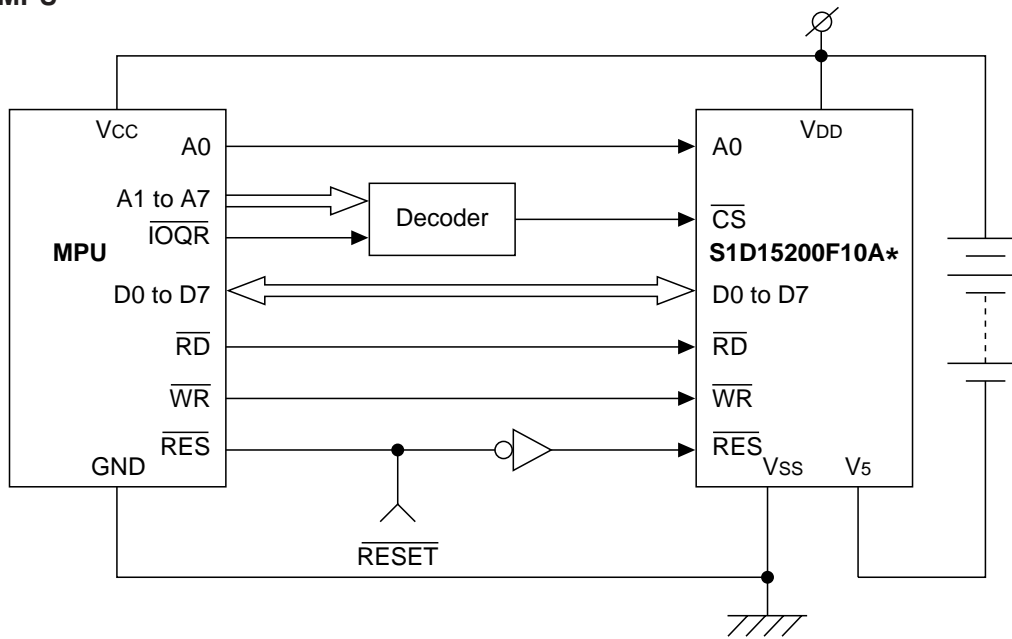 MPU
VCC
A0
A1 to A7
IOQR
MPU
D0 to D7
RD
WR
RES
GND
Decoder
RESET
VDD
A0
CS
S1D15200F10A*
D0 to D7
RD
WR
RES
VSS
V5